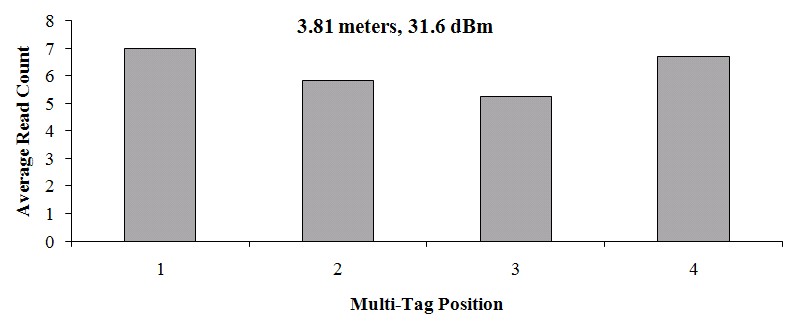 3.81 meters, 31.6 dBm
Average Read Count
8
7
6
5
4
3
2
1
0
1 2 3 4
Multi-Tag Position